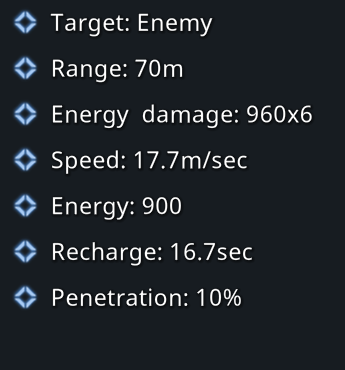 Target: Enemy
Range: 70m
Energy  damage: 960x6
Speed: 17.7m/sec
Energy: 900
Recharge: 16.7sec
Penetration: 10%